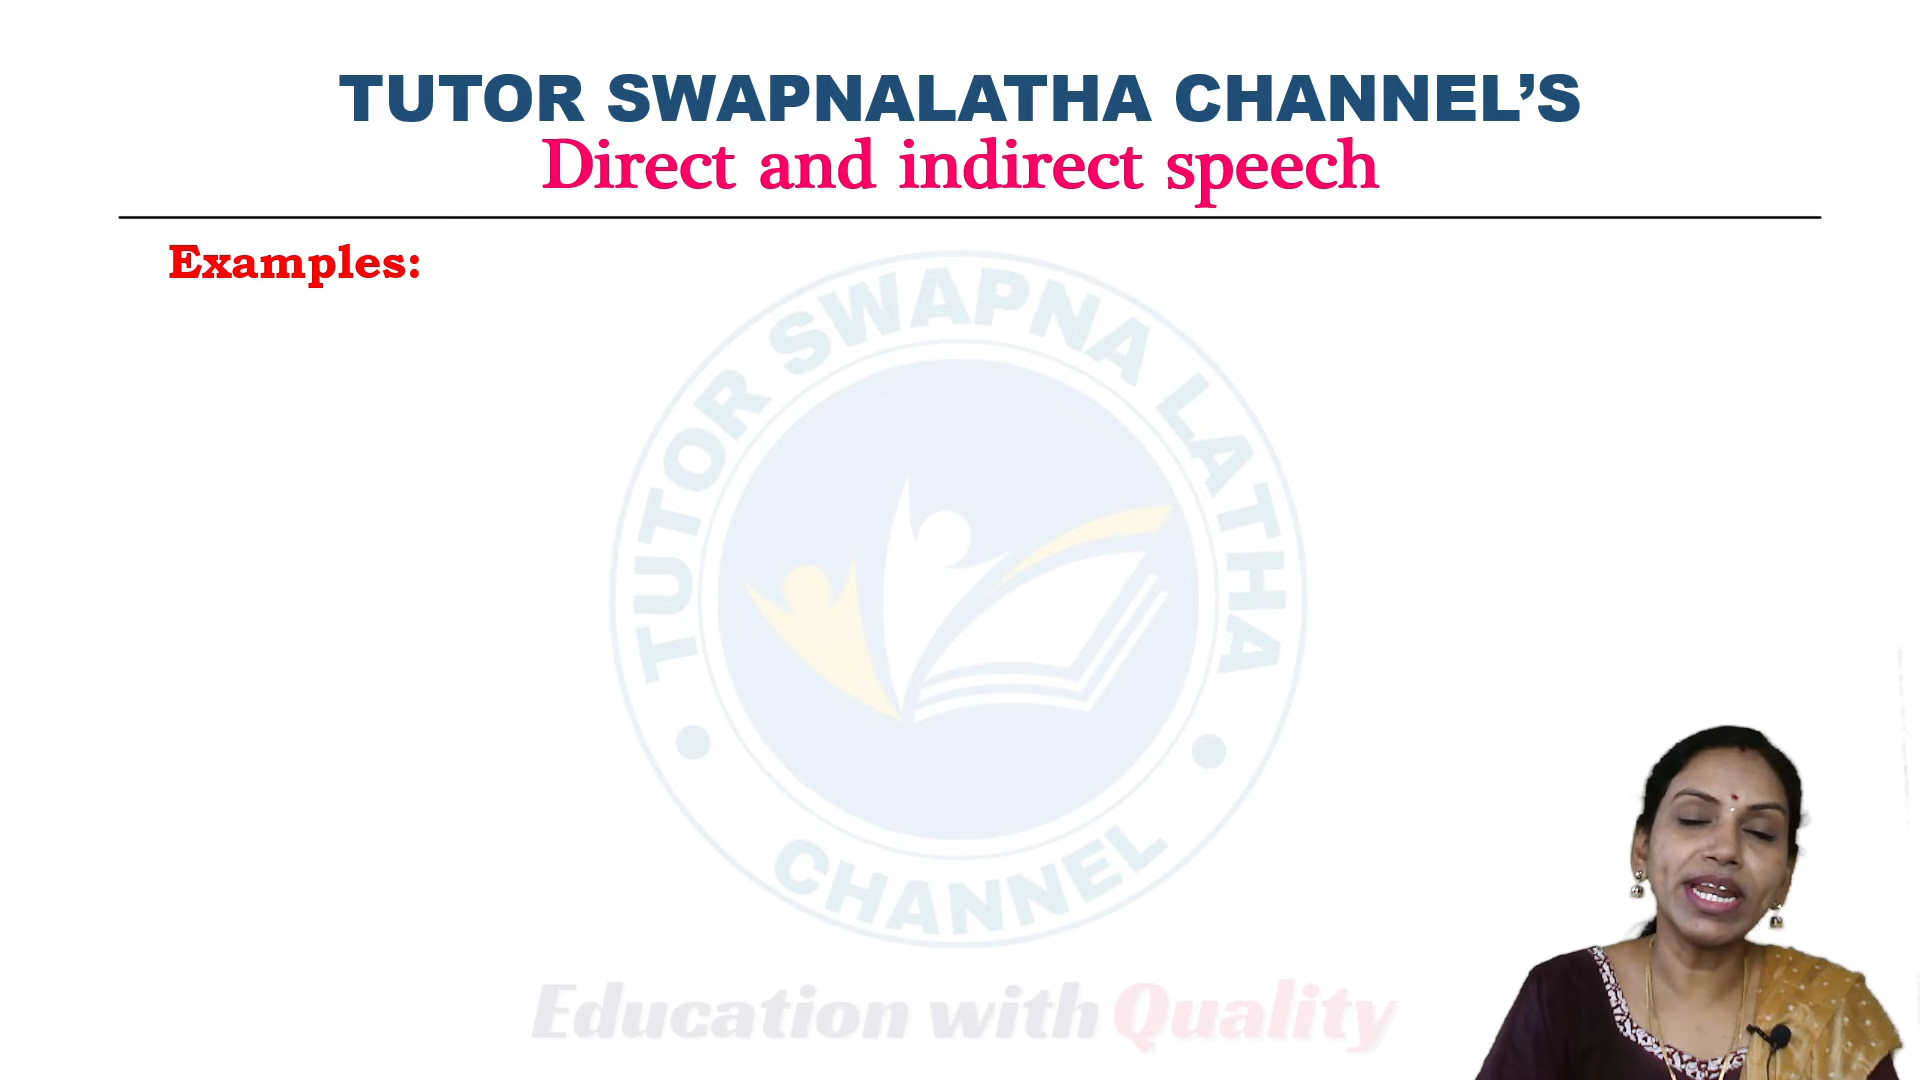 TUTOR SWAPNALATHA CHANNEL’S
Direct and indirect speech
Examples:
TUTOR SWAPNA LATHA
CHANNEL
Education with Quality